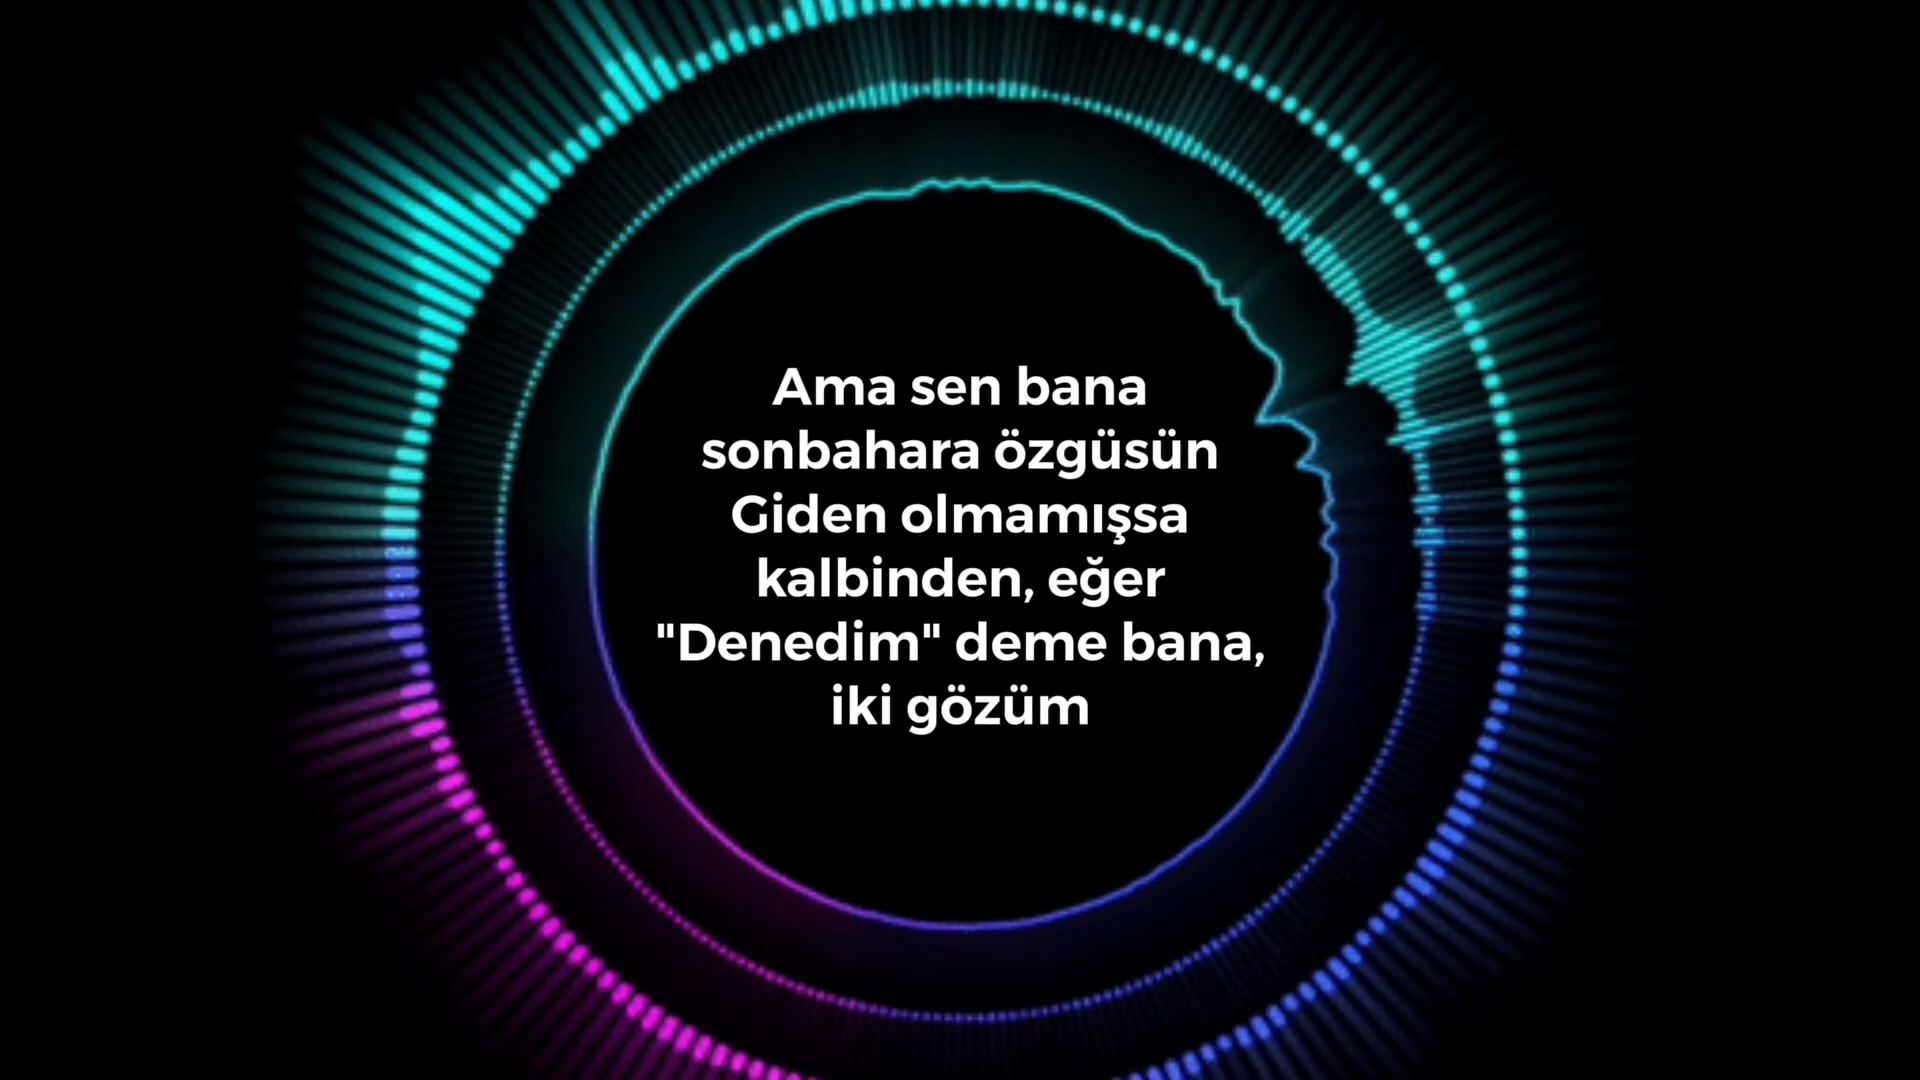 Ama sen bana
sonbahara özgüsün
Giden olmamışsa
kalbinden, eğer
"Denedim" deme bana,
iki gözüm